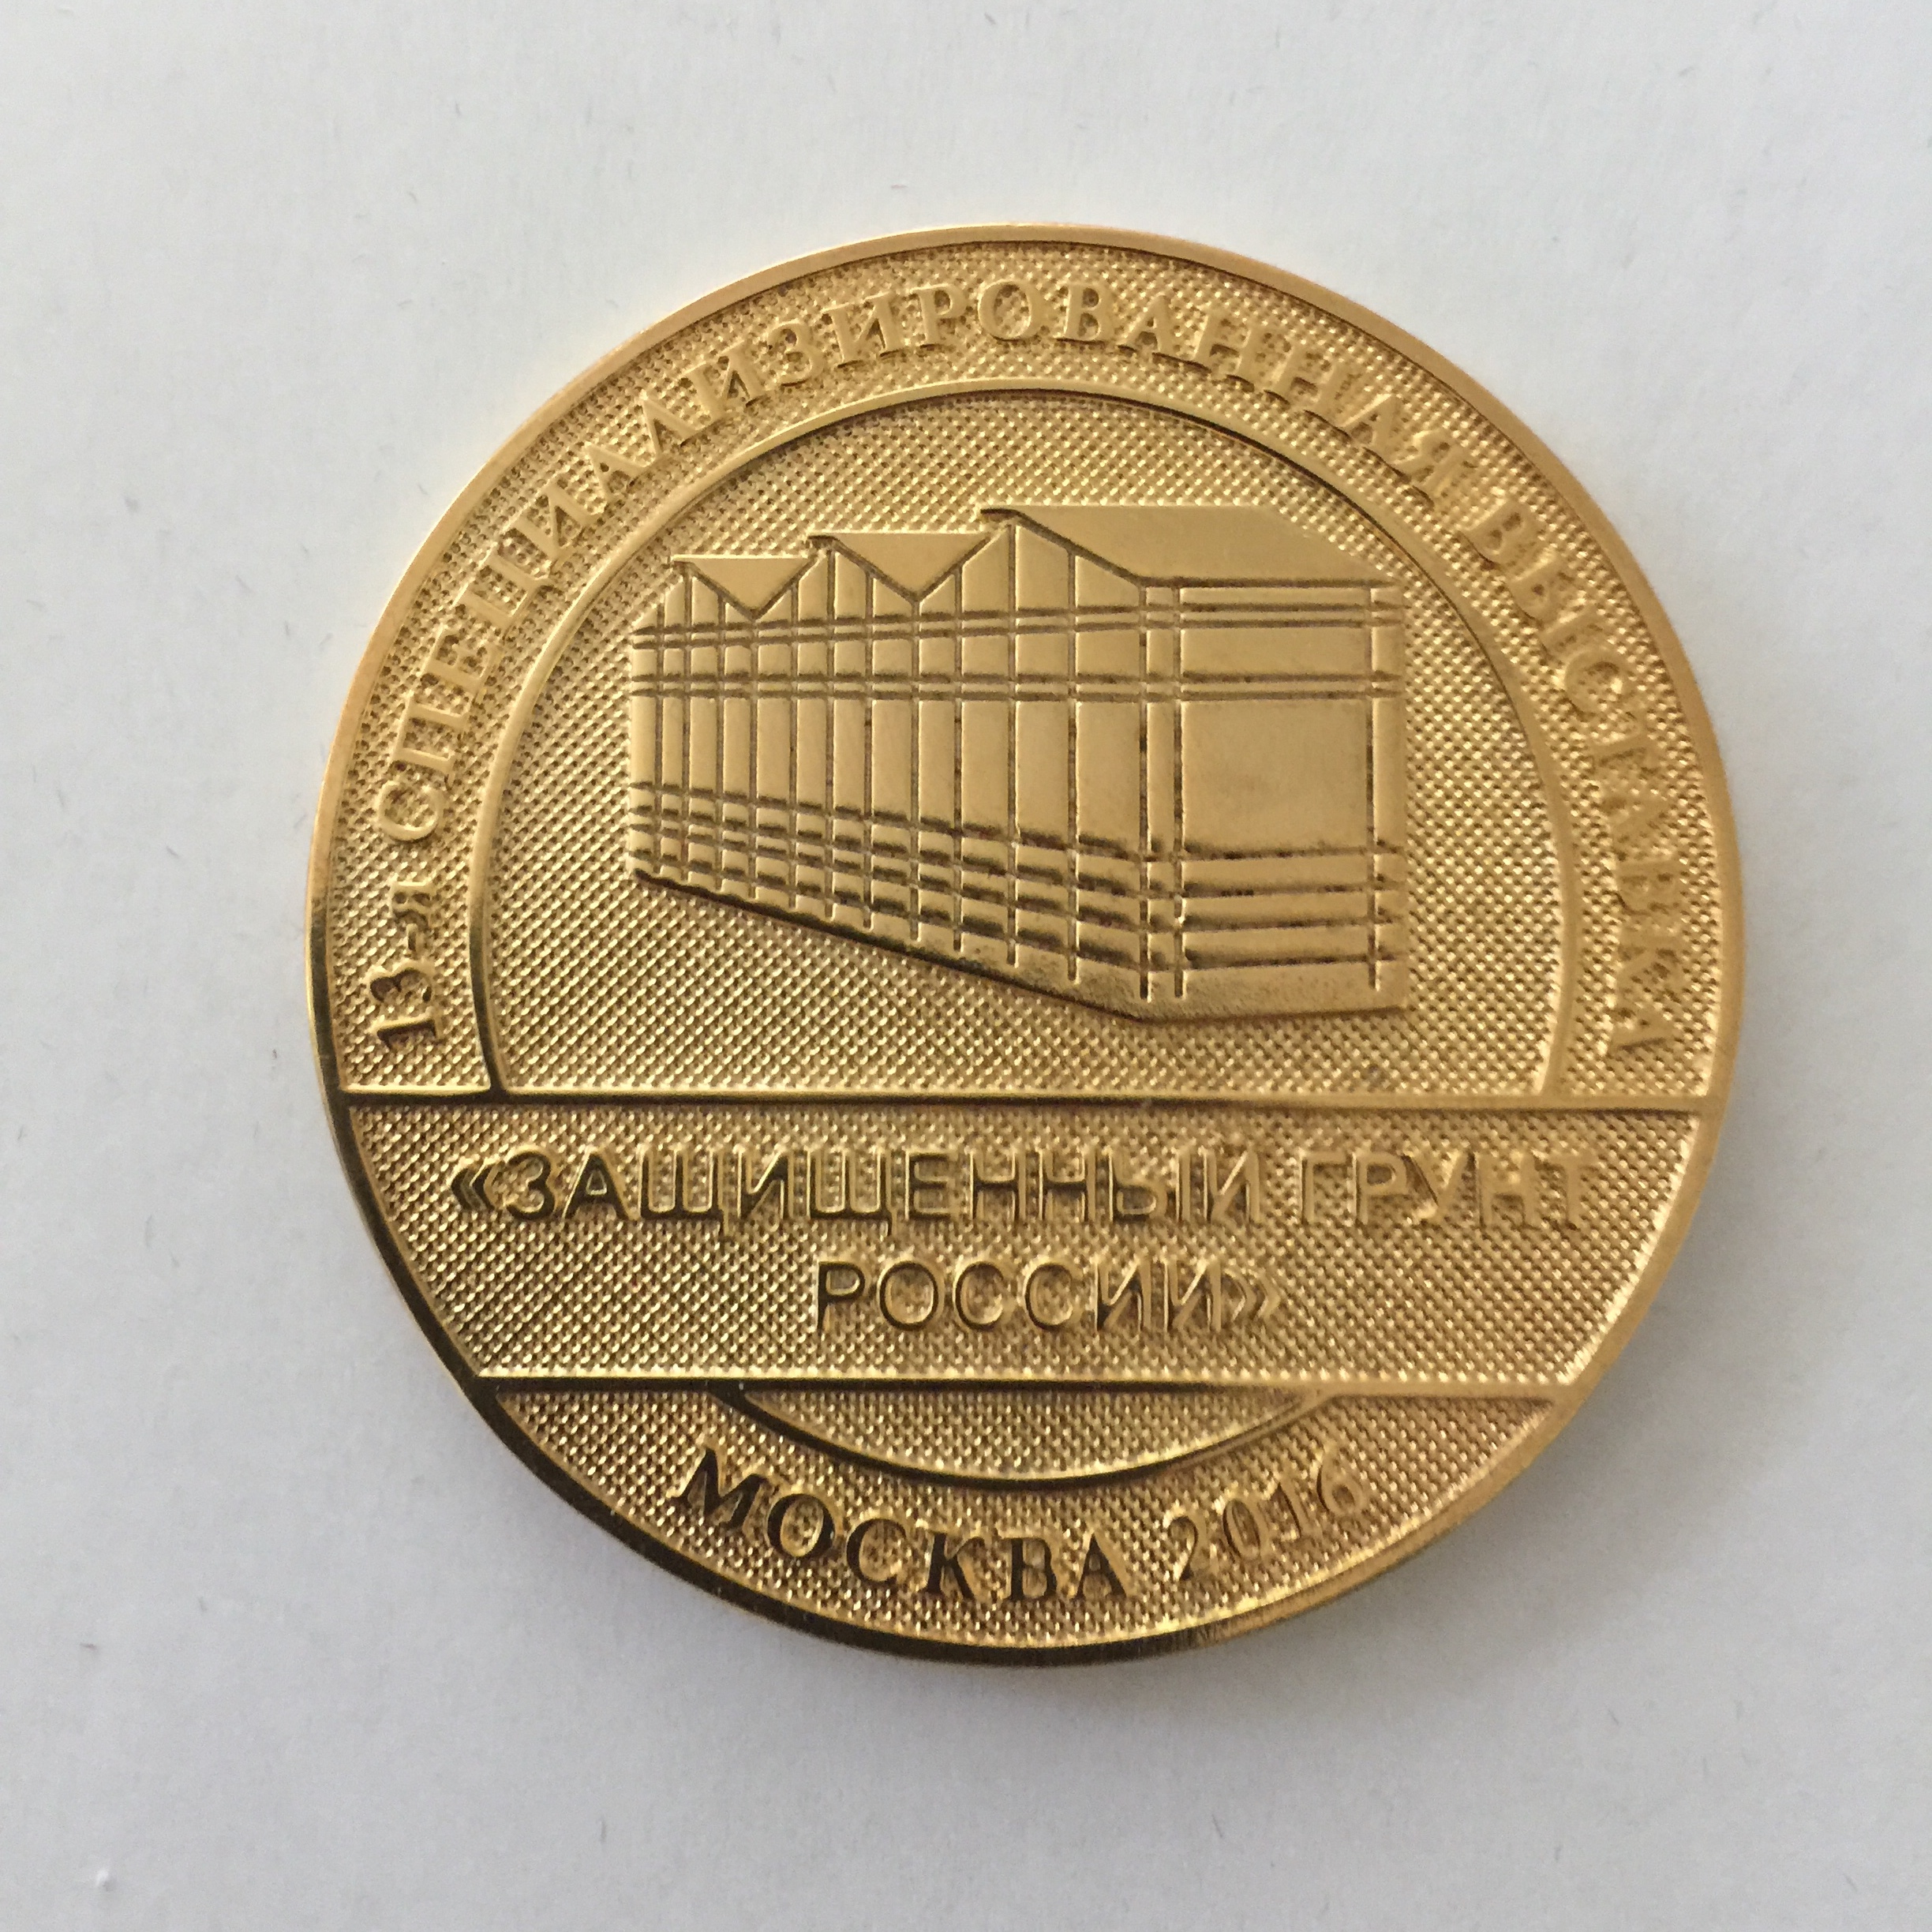 13-я СПЕЦИАЛИЗИРОВАННАЯ ВЫСТАВКА
«ЗАЩИЩЕННЫЙ ГРУНТ
РОССИИ»
МОСКВА 2016